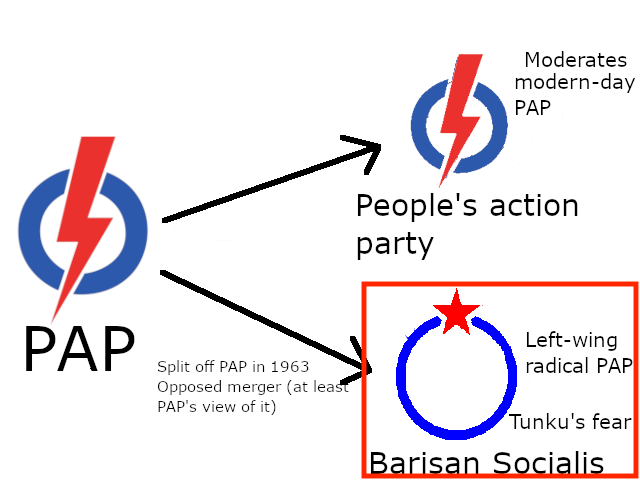 Moderates
modern-day
PAP
People's action
party
PAP
Split off PAP in 1963
Opposed merger (at least
PAP's view of it)
Left-wing
radical PAP
Tunku's fear
Barisan Socialis